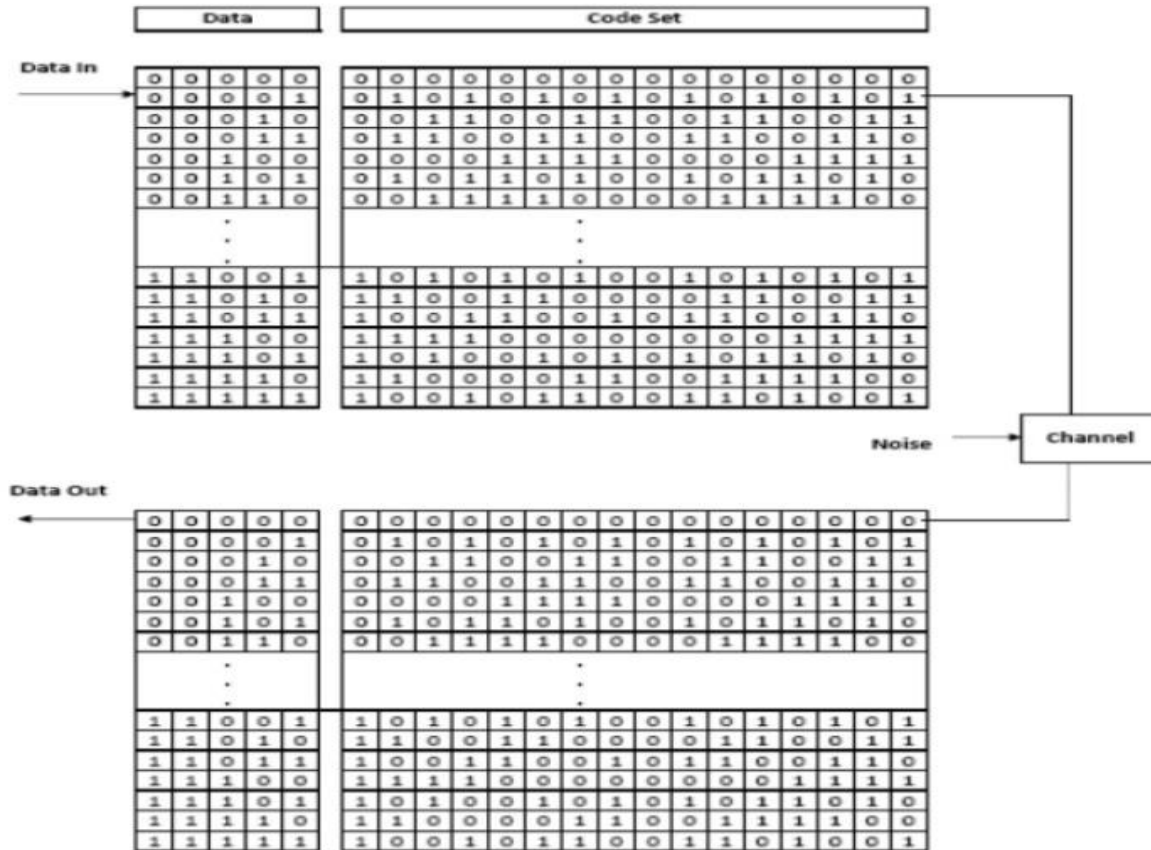 Data Code Set
Data In
0 0 0 0 0 0 0 0 0 0 0 0 0 0 0 0 0 0 0 0 0
0 0 0 0 1 0 1 0 1 0 1 0 1 0 1 0 1 0 1 0 1
0 0 0 1 0 0 0 1 1 0 0 1 1 0 0 1 1 0 0 1 1
0 0 0 1 1 0 1 1 0 0 1 1 0 0 1 1 0 0 1 1 0
0 0 1 0 0 0 0 0 0 1 1 1 1 0 0 0 0 1 1 1 1
0 0 1 0 1 0 1 0 1 1 0 1 0 0 1 0 1 1 0 1 0
0 0 1 1 0 0 0 1 1 1 1 0 0 0 0 1 1 1 1 0 0
1 1 0 0 1 1 0 1 0 1 0 1 0 0 1 0 1 0 1 0 1
1 1 0 1 0 1 1 0 0 1 1 0 0 0 0 1 1 0 0 1 1
1 1 0 1 1 1 0 0 1 1 0 0 1 0 1 1 0 0 1 1 0
1 1 1 0 0 1 1 1 1 0 0 0 0 0 0 0 0 1 1 1 1
1 1 1 0 1 1 0 1 0 0 1 0 1 0 1 0 1 1 0 1 0
1 1 1 1 0 1 1 0 0 0 0 1 1 0 0 1 1 1 1 0 0
1 1 1 1 1 1 0 0 1 0 1 1 0 0 1 1 0 1 0 0 1
Noise Channel
Data Out
0 0 0 0 0 0 0 0 0 0 0 0 0 0 0 0 0 0 0 0 0
0 0 0 0 1 0 1 0 1 0 1 0 1 0 1 0 1 0 1 0 1
0 0 0 1 0 0 0 1 1 0 0 1 1 0 0 1 1 0 0 1 1
0 0 0 1 1 0 1 1 0 0 1 1 0 0 1 1 0 0 1 1 0
0 0 1 0 0 0 0 0 0 1 1 1 1 0 0 0 0 1 1 1 1
0 0 1 0 1 0 1 0 1 1 0 1 0 0 1 0 1 1 0 1 0
0 0 1 1 0 0 0 1 1 1 1 0 0 0 0 1 1 1 1 0 0
1 1 0 0 1 1 0 1 0 1 0 1 0 0 1 0 1 0 1 0 1
1 1 0 1 0 1 1 0 0 1 1 0 0 0 0 1 1 0 0 1 1
1 1 0 1 1 1 0 0 1 1 0 0 1 0 1 1 0 0 1 1 0
1 1 1 0 0 1 1 1 1 0 0 0 0 0 0 0 0 1 1 1 1
1 1 1 0 1 1 0 1 0 0 1 0 1 0 1 0 1 1 0 1 0
1 1 1 1 0 1 1 0 0 0 0 1 1 0 0 1 1 1 1 0 0
1 1 1 1 1 1 0 0 1 0 1 1 0 0 1 1 0 1 0 0 1